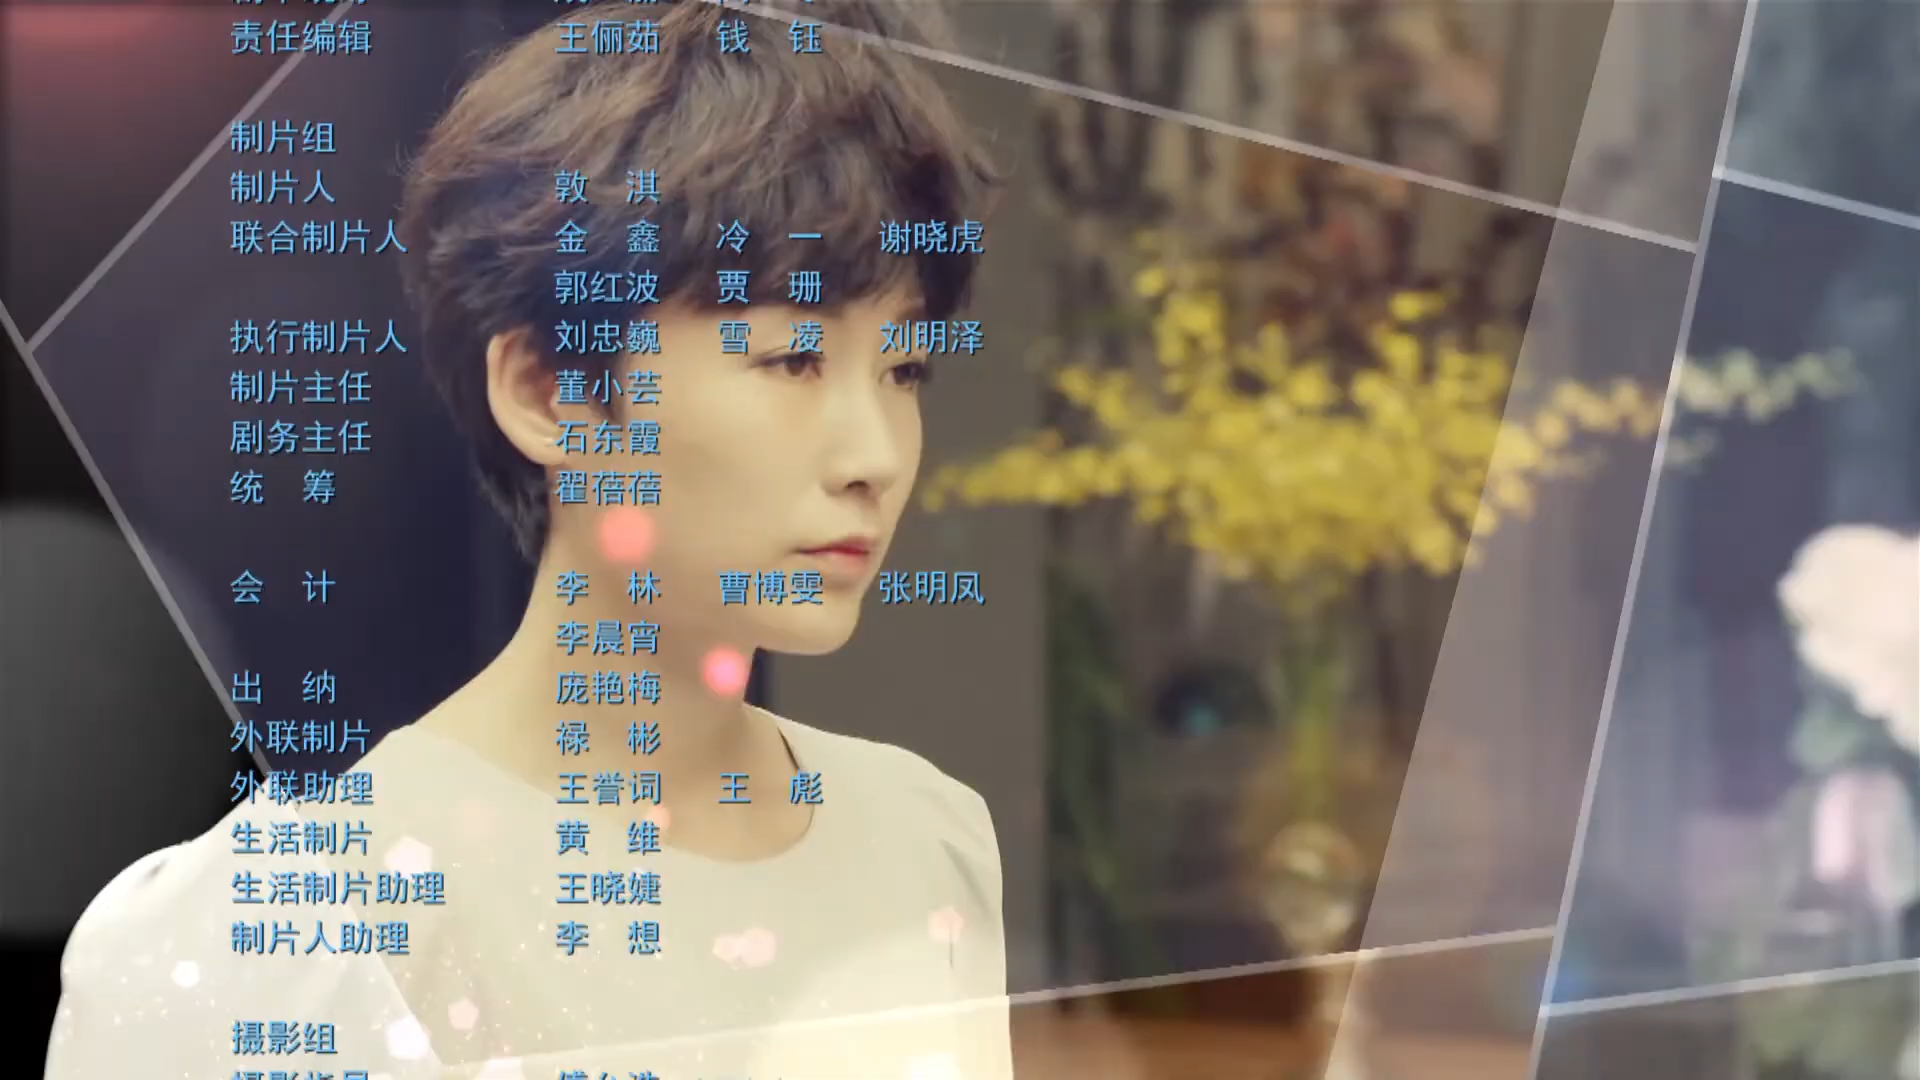 责任编辑 王俪茹 钱 钰
制片组
制片人 敦 淇
联合制片人 金 鑫 冷 一 谢晓虎
郭红波 贾 珊
执行制片人 刘忠巍 雪 凌 刘明泽
制片主任 董小芸
剧务主任 石东霞
统 筹 翟蓓蓓
会 计 李 林 曹博雯 张明凤
李晨宵
出 纳 庞艳梅
外联制片 禄 彬
外联助理 王誉词 王 彪
生活制片 黄 维
生活制片助理 王晓婕
制片人助理 李 想
摄影组